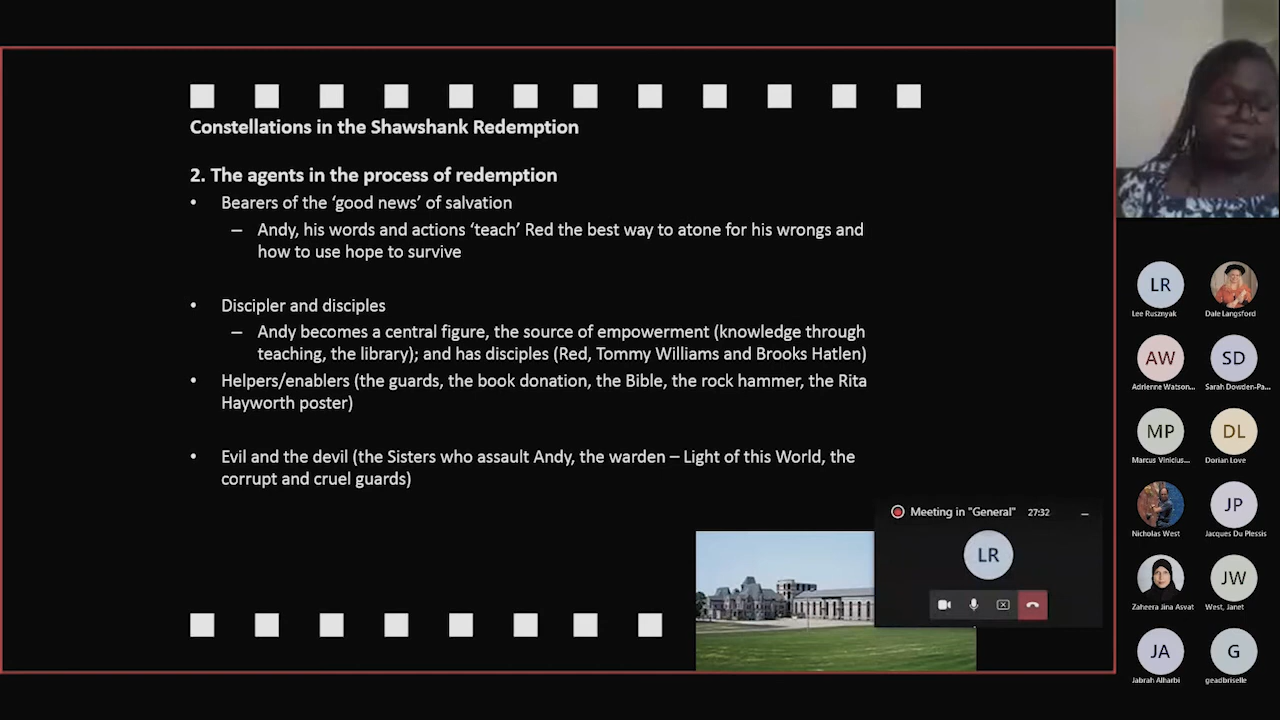 Constellations in the Shawshank Redemption
2. The agents in the process of redemption
• Bearers of the ‘good news’ of salvation
– Andy, his words and actions ‘teach’ Red the best way to atone for his wrongs and
how to use hope to survive
• Discipler and disciples
– Andy becomes a central figure, the source of empowerment (knowledge through
teaching, the library); and has disciples (Red, Tommy Williams and Brooks Hatlen)
• Helpers/enablers (the guards, the book donation, the Bible, the rock hammer, the Rita
Hayworth poster)
• Evil and the devil (the Sisters who assault Andy, the warden – Light of this World, the
corrupt and cruel guards)
Meeting in "General" 27:32
LR
LR
Lee Rusznyak
Dale Langsford
AW
SD
Adrienne Watson...
Sarah Dowden-Pa...
MP
DL
Marcus Vinicius...
Dorian Love
JP
Nicholas West
Jacques Du Plessis
JW
Zaheera Jina Asvat
West, Janet
JA
G
Jabrah Alharbi
geadbriselle